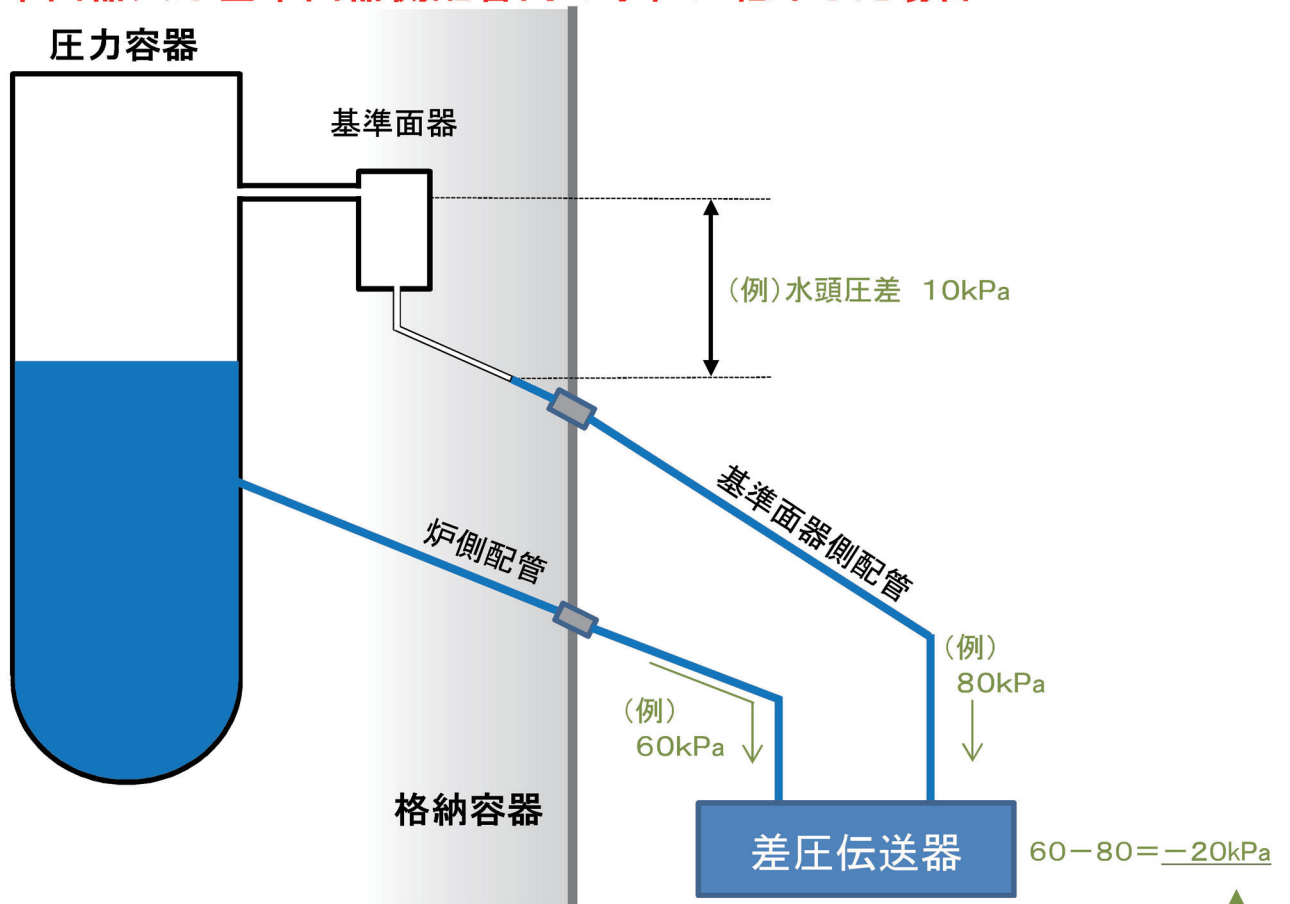 圧力容器
基準面器
(例)水頭圧差 10kPa
基準面器側配管
炉側配管
(例)
80kPa
(例)
60kPa
格納容器
差圧伝送器
60－80＝－20kPa